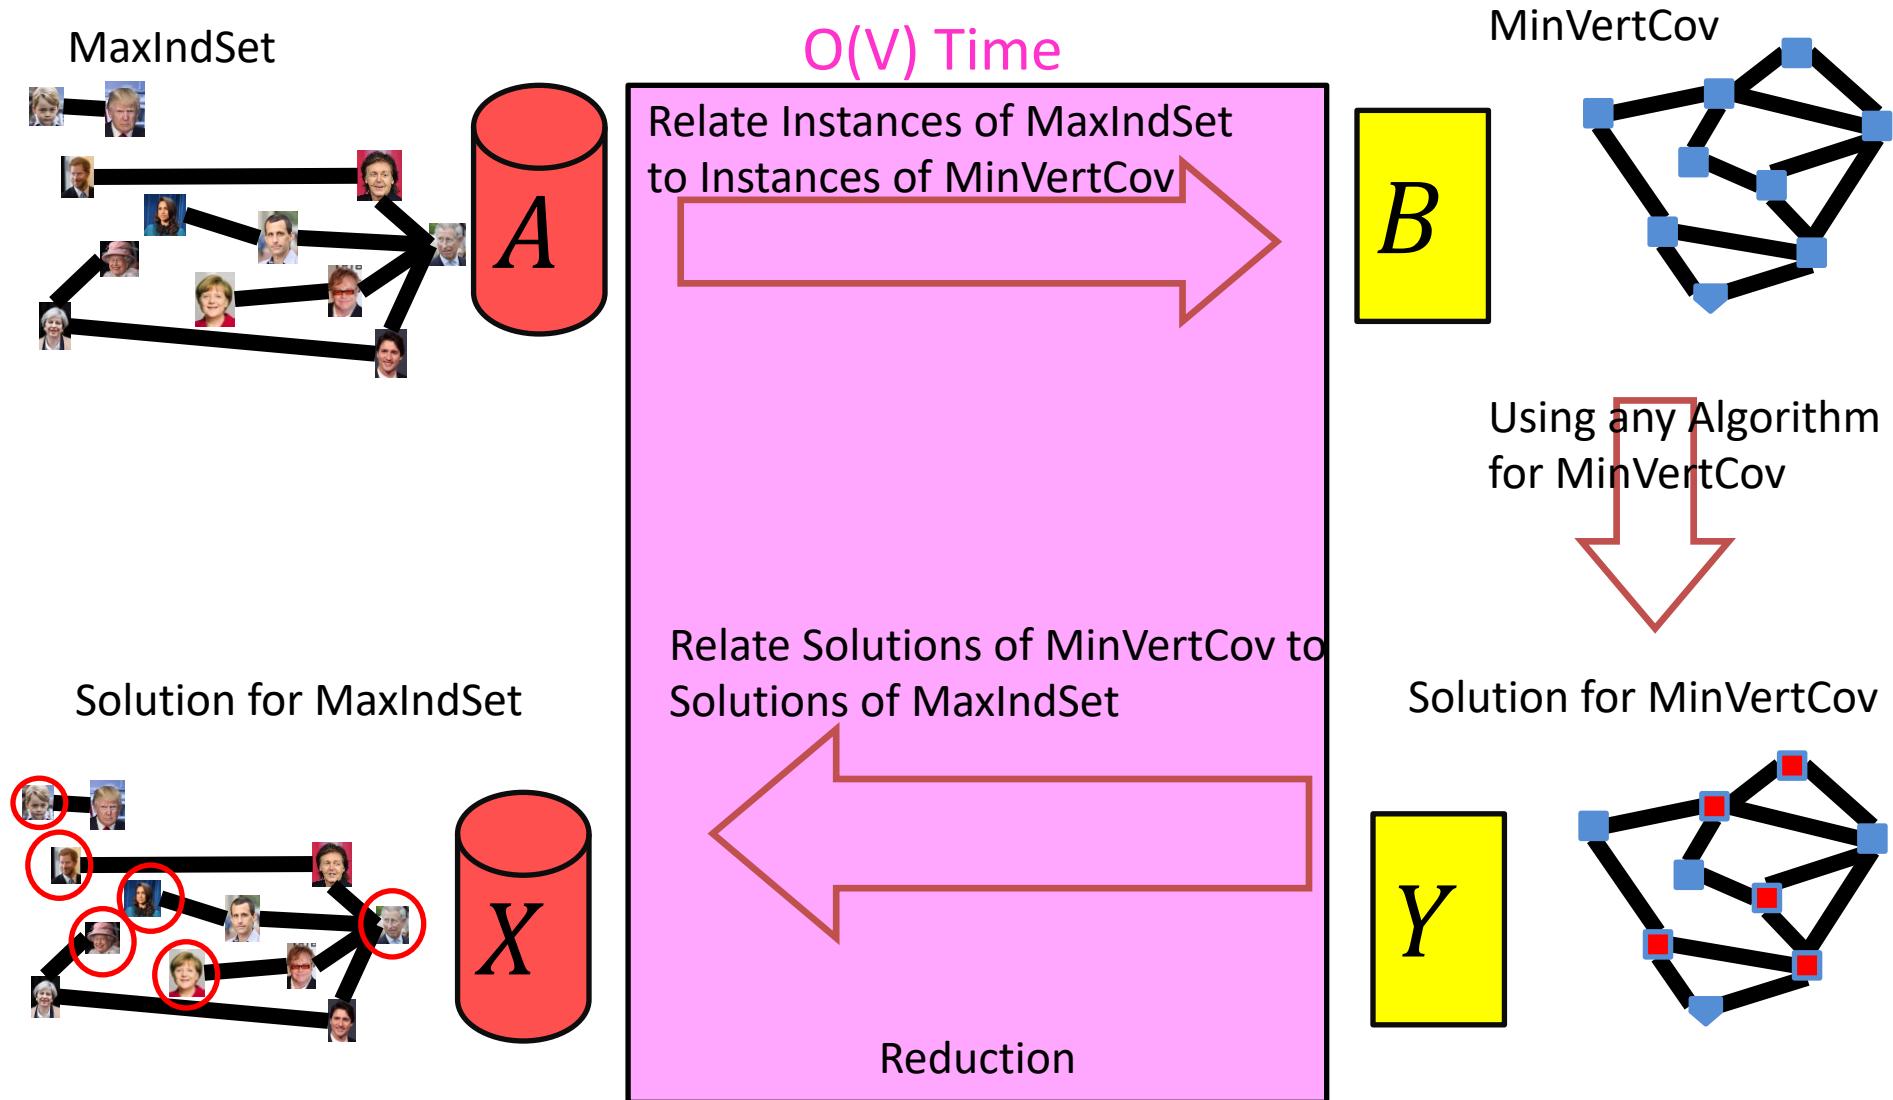 MaxIndSet
O(V) Time
MinVertCov
Relate Instances of MaxIndSet
to Instances of MinVertCov
A
B
Using any Algorithm
for MinVertCov
Relate Solutions of MinVertCov to
Solutions of MaxIndSet
Solution for MaxIndSet
Solution for MinVertCov
X
Y
Reduction